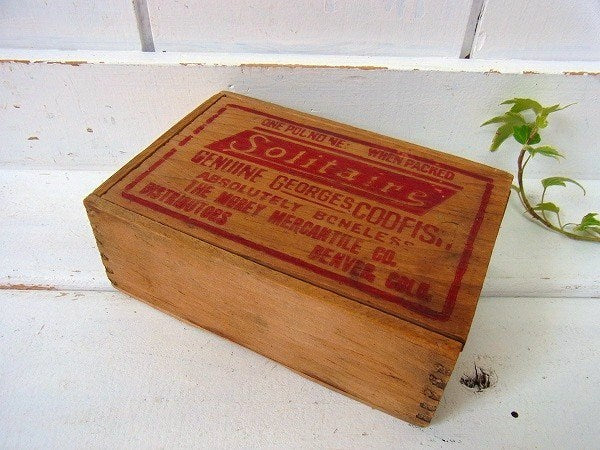 ONE POUND NET WHEN PACKED
Solitaire
GENUINE GEORGES CODFISH
ABSOLUTELY BONELESS
THE MOREY MERCANTILE CO.
DISTRIBUTORS DENVER, COLO.